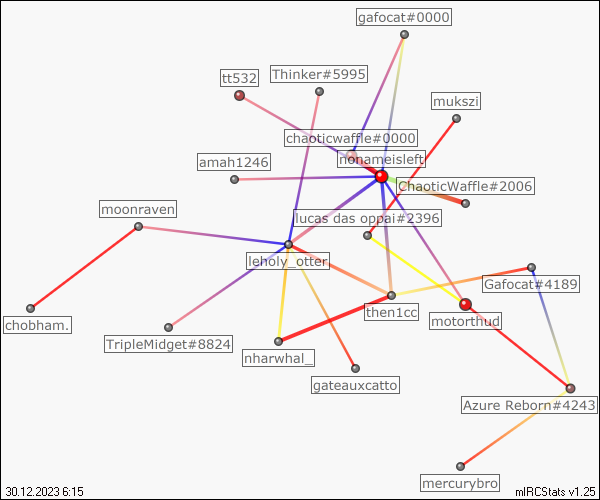 gafocat#0000
tt532
Thinker#5995
mukszi
chaoticwaffle#0000
nonameisleft
amah1246
ChaoticWaffle#2006
moonraven
lucas das oppai#2396
leholy_otter
Gafocat#4189
then1cc
motorthud
chobham.
TripleMidget#8824
nharwhal_
gateauxcatto
Azure Reborn#4243
mercurybro
30.12.2023 6:15
mIRCStats v1.25